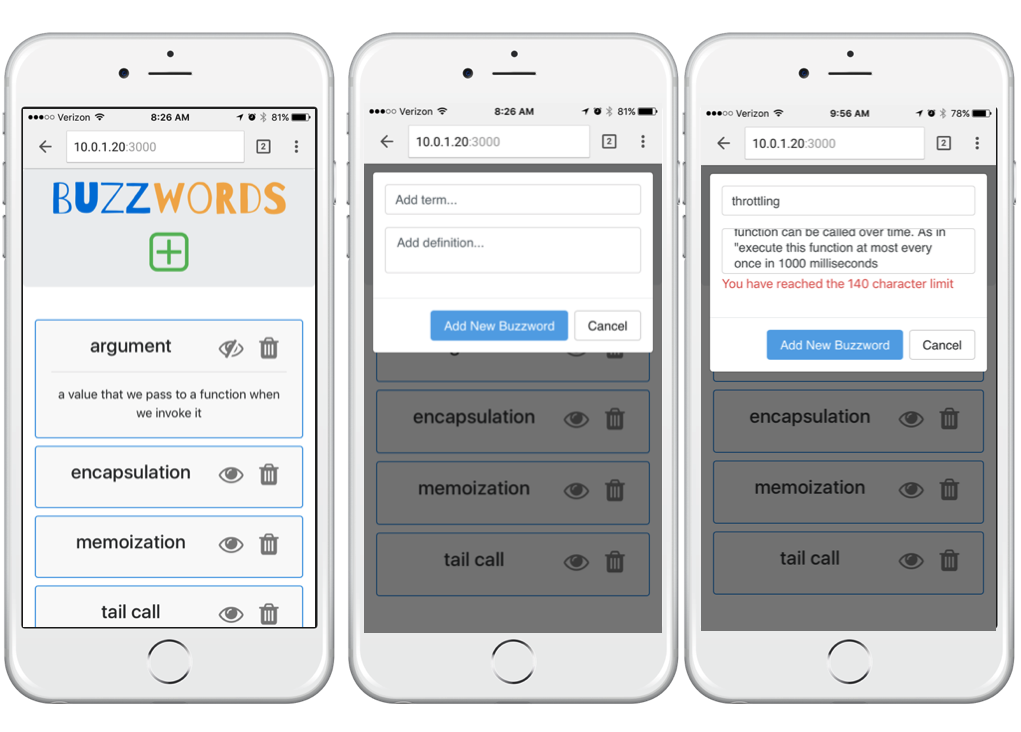 ●●●○○ Verizon 8:26 AM 81%
10.0.1.20:3000 2
BUZZWORDS
argument
a value that we pass to a function when
we invoke it
encapsulation
memoization
tail call
●●●○○ Verizon 8:26 AM 81%
10.0.1.20:3000 2
Add term...
Add definition...
Add New Buzzword Cancel
encapsulation
memoization
tail call
●●●○○ Verizon 9:56 AM 78%
10.0.1.20:3000 2
throttling
function can be called over time. As in
"execute this function at most every
once in 1000 milliseconds
You have reached the 140 character limit
Add New Buzzword Cancel
encapsulation
memoization
tail call